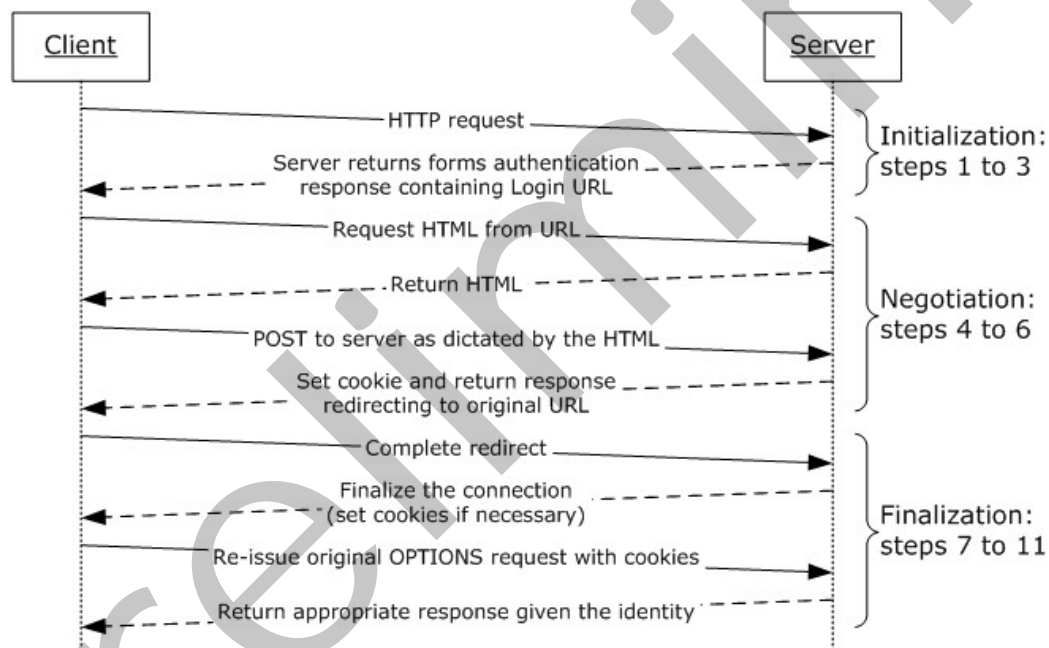 Client
Server
HTTP request
Server returns forms authentication
response containing Login URL
Initialization:
steps 1 to 3
Request HTML from URL
Return HTML
POST to server as dictated by the HTML
Set cookie and return response
redirecting to original URL
Negotiation:
steps 4 to 6
Complete redirect
Finalize the connection
(set cookies if necessary)
Re-issue original OPTIONS request with cookies
Return appropriate response given the identity
Finalization:
steps 7 to 11
relimin